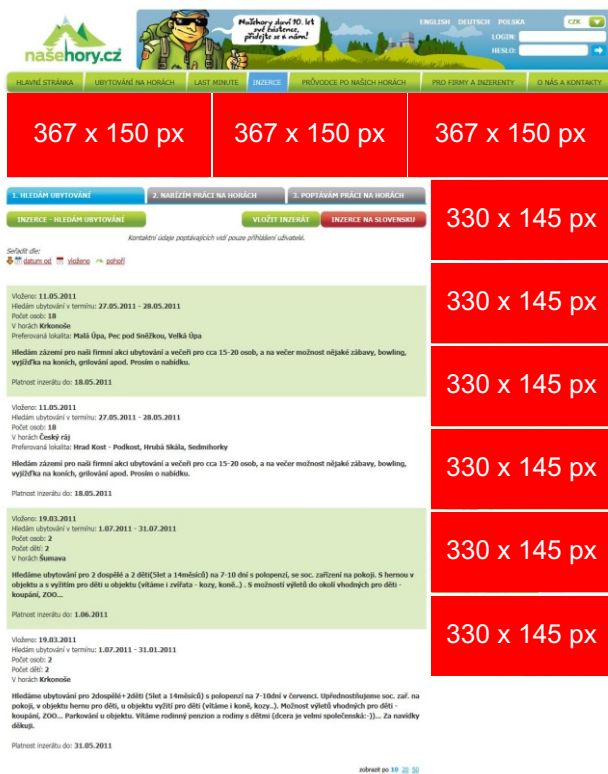 našehory.cz
Našehory slaví 10. let
své existence,
přidejte se k nám!
ENGLISH DEUTSCH POLSKA
CZK
LOGIN:
HESLO:
HLAVNÍ STRÁNKA UBYTOVÁNÍ NA HORÁCH LAST MINUTE INZERCE PRŮVODCE PO NAŠICH HORÁCH PRO FIRMY A INZERENTY O NÁS A KONTAKTY
367 x 150 px 367 x 150 px 367 x 150 px
1. HLEDÁM UBYTOVÁNÍ 2. NABÍZÍM PRÁCI NA HORÁCH 3. POPTÁVÁM PRÁCI NA HORÁCH
INZERCE - HLEDÁM UBYTOVÁNÍ VLOŽIT INZERÁT INZERCE NA SLOVENSKU
Kontaktní údaje poptávajících vidí pouze přihlášení uživatelé.
Seřadit dle:
datum od vloženo pohoří
Vloženo: 11.05.2011
Hledám ubytování v termínu: 27.05.2011 - 28.05.2011
Počet osob: 18
V horách Krkonoše
Preferovaná lokalita: Malá Úpa, Pec pod Sněžkou, Velká Úpa
Hledám zázemí pro naši firmní akci ubytování a večeři pro cca 15-20 osob, a na večer možnost nějaké zábavy, bowling,
vyjížďka na koních, grilování apod. Prosím o nabídku.
Platnost inzerátu do: 18.05.2011
Vloženo: 11.05.2011
Hledám ubytování v termínu: 27.05.2011 - 28.05.2011
Počet osob: 18
V horách Český ráj
Preferovaná lokalita: Hrad Kost - Podkost, Hrubá Skála, Sedmihorky
Hledám zázemí pro naši firmní akci ubytování a večeři pro cca 15-20 osob, a na večer možnost nějaké zábavy, bowling,
vyjížďka na koních, grilování apod. Prosím o nabídku.
Platnost inzerátu do: 18.05.2011
Vloženo: 19.03.2011
Hledám ubytování v termínu: 1.07.2011 - 31.07.2011
Počet osob: 2
Počet dětí: 2
V horách Šumava
Hledáme ubytování pro 2 dospělé a 2 děti(5let a 14měsíců) na 7-10 dní s polopenzí, se soc. zařízení na pokoji. S hernou v
objektu a s vyžitím pro děti u objektu (vítáme i zvířata - kozy, koně..) . S možností výletů do okolí vhodných pro děti -
koupání, ZOO...
Platnost inzerátu do: 1.06.2011
Vloženo: 19.03.2011
Hledám ubytování v termínu: 1.07.2011 - 31.01.2011
Počet osob: 2
Počet dětí: 2
V horách Krkonoše
Hledáme ubytování pro 2dospělé+2děti (5let a 14měsíců) s polopenzí na 7-10dní v červenci. Upřednostňujeme soc. zař. na
pokoji, v objektu hernu pro děti, u objektu vyžití pro děti (vítáme i koně, kozy..). Možnost výletů vhodných pro děti -
koupání, ZOO... Parkování u objektu. Vítáme rodinný penzion a rodiny s dětmi (dcera je velmi společenská:-))... Za navídky
děkuji.
Platnost inzerátu do: 31.05.2011
zobrazit po 10 20 50
330 x 145 px
330 x 145 px
330 x 145 px
330 x 145 px
330 x 145 px
330 x 145 px